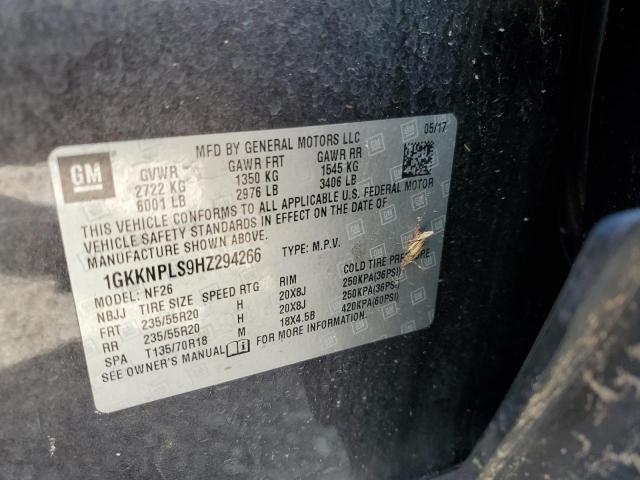 GM
MFD BY GENERAL MOTORS LLC 05/17
GVWR GAWR FRT GAWR RR
2722 KG 1350 KG 1545 KG
6001 LB 2976 LB 3406 LB
THIS VEHICLE CONFORMS TO ALL APPLICABLE U.S. FEDERAL MOTOR
VEHICLE SAFETY STANDARDS IN EFFECT ON THE DATE OF
MANUFACTURE SHOWN ABOVE.
1GKKNPLS9HZ294266 TYPE: M.P.V.
MODEL: NF26
NBJJ TIRE SIZE SPEED RTG RIM COLD TIRE PRESSURE
FRT 235/55R20 H 20X8J 250KPA(36PSI)
RR 235/55R20 H 20X8J 250KPA(36PSI)
SPA T135/70R18 M 18X4.5B 420KPA(60PSI)
SEE OWNER'S MANUAL FOR MORE INFORMATION.